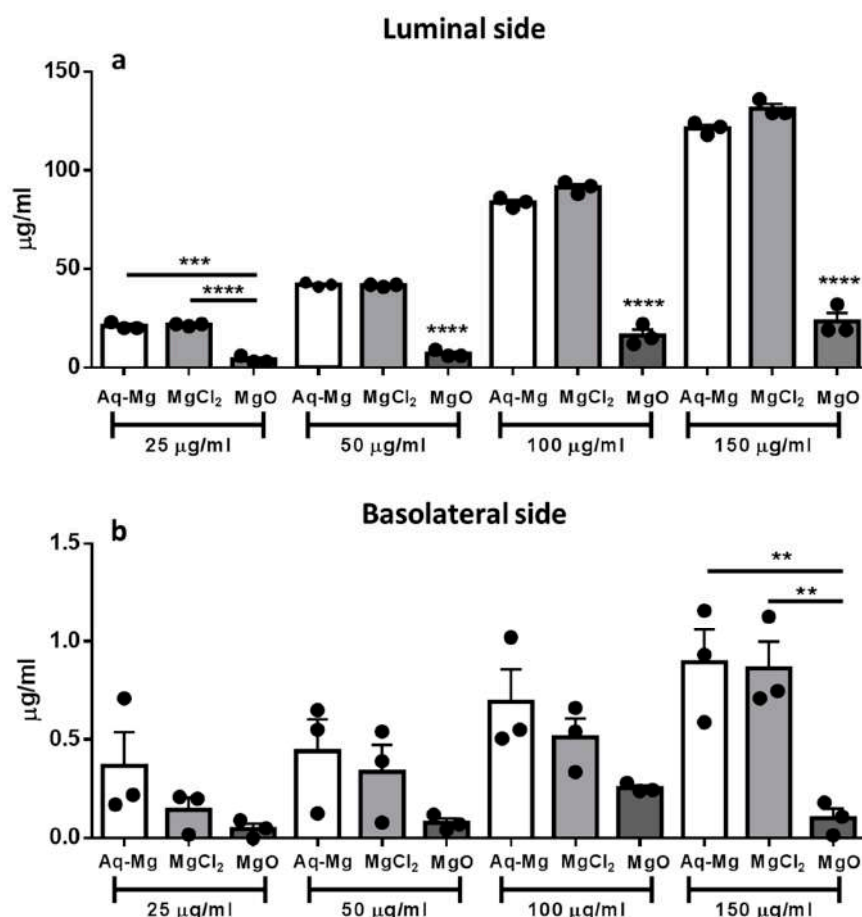 Luminal side
a
150
100
50
0
µg/ml
***
****
****
****
****
Aq-Mg MgCl₂ MgO Aq-Mg MgCl₂ MgO Aq-Mg MgCl₂ MgO Aq-Mg MgCl₂ MgO
25 µg/ml 50 µg/ml 100 µg/ml 150 µg/ml
Basolateral side
b
1.5
1.0
0.5
0.0
µg/ml
**
**
Aq-Mg MgCl₂ MgO Aq-Mg MgCl₂ MgO Aq-Mg MgCl₂ MgO Aq-Mg MgCl₂ MgO
25 µg/ml 50 µg/ml 100 µg/ml 150 µg/ml